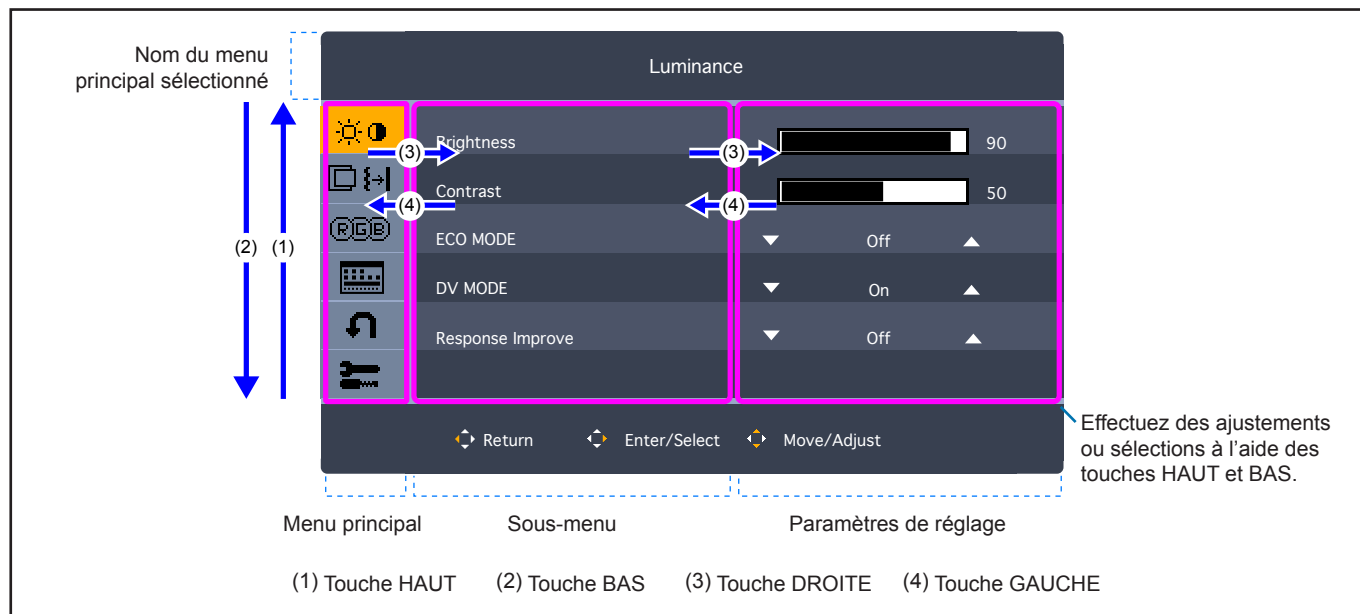 Nom du menu
principal sélectionné
Luminance
Brightness
90
(3)
(3)
Contrast
50
(4)
(4)
RGB
(2)
(1)
ECO MODE
Off
DV MODE
On
Response Improve
Off
Return
Enter/Select
Move/Adjust
Effectuez des ajustements
ou sélections à l’aide des
touches HAUT et BAS.
Menu principal
Sous-menu
Paramètres de réglage
(1) Touche HAUT
(2) Touche BAS
(3) Touche DROITE
(4) Touche GAUCHE